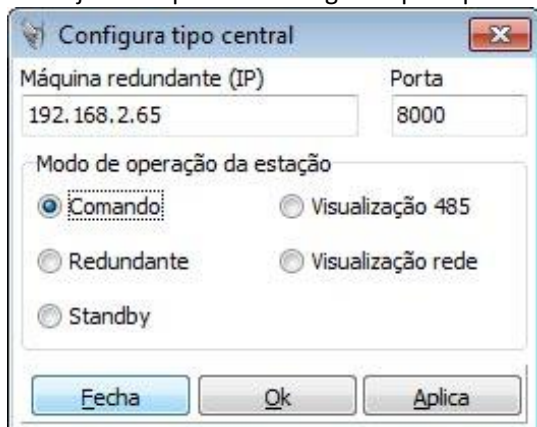 Configura tipo central
Máquina redundante (IP) Porta
192.168.2.65 8000
Modo de operação da estação
Comando Visualização 485
Redundante Visualização rede
Standby
Fecha Ok Aplica